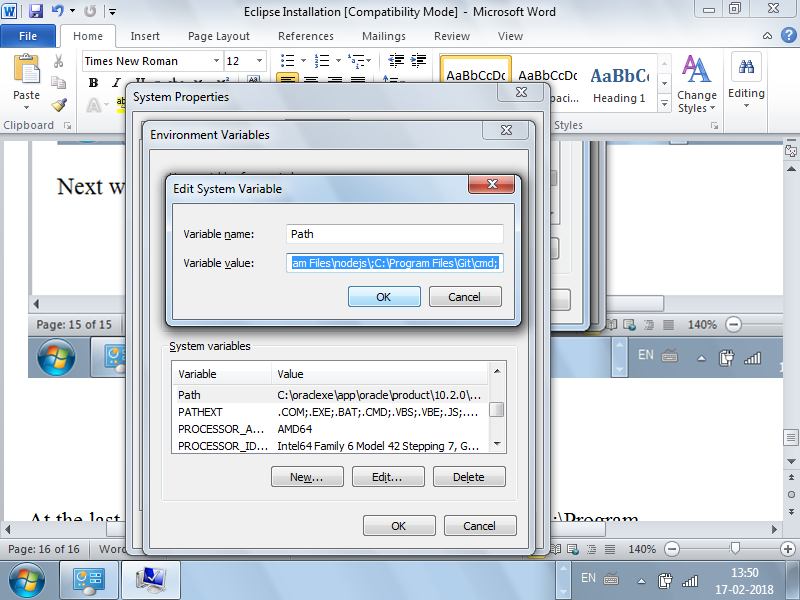 Eclipse Installation [Compatibility Mode] - Microsoft Word
File Home Insert Page Layout References Mailings Review View
Times New Roman 12
Paste
B I
AaBbCcDc AaBbCcDc AaBbC
Heading 1
Change Styles
Editing
Clipboard Styles
System Properties
Environment Variables
Next w
Edit System Variable
Variable name: Path
Variable value: am Files\nodejs\;C:\Program Files\Git\cmd;
OK Cancel
Page: 15 of 15 140%
System variables
EN
Variable Value
Path C:\oraclexe\app\oracle\product\10.2.0\...
PATHEXT .COM;.EXE;.BAT;.CMD;.VBS;.VBE;.JS;....
PROCESSOR_A... AMD64
PROCESSOR_ID... Intel64 Family 6 Model 42 Stepping 7, G...
New... Edit... Delete
At the last :\Program
OK Cancel
Page: 16 of 16 Word 140%
EN 13:50
17-02-2018